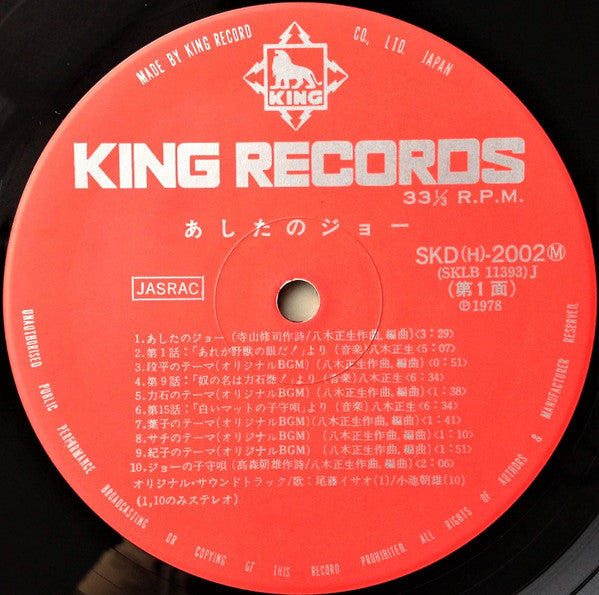 MADE BY KING RECORD CO., LTD. JAPAN
KING
KING RECORDS
33⅓ R.P.M.
あしたのジョー
SKD(H)-2002Ⓜ
(SKLB 11393)J
JASRAC
(第1面)
℗1978
1.あしたのジョー(寺山修司作詩/八木正生作曲,編曲)<3:29>
2.第1話:「あれが野獣の眼だ!」より(音楽)八木正生<5:07>
3.段平のテーマ(オリジナルBGM)(八木正生作曲,編曲)<0:51>
4.第9話:「奴の名は力石徹!」より(音楽)八木正生<6:34>
5.力石のテーマ(オリジナルBGM)(八木正生作曲,編曲)<1:38>
6.第15話:「白いマットの子守唄」より(音楽)八木正生<6:34>
7.葉子のテーマ(オリジナルBGM)(八木正生作曲,編曲)<1:41>
8.サチのテーマ(オリジナルBGM)(八木正生作曲,編曲)<1:10>
9.紀子のテーマ(オリジナルBGM)(八木正生作曲,編曲)<0:51>
10.ジョーの子守唄(高森朝雄作詩/八木正生作曲,編曲)<2:06>
オリジナル・サウンドトラック/歌:尾藤イサオ(1)/小池朝雄(10)
(1,10のみステレオ)
UNAUTHORISED PUBLIC PERFORMANCE BROADCASTING OR COPYING OF THIS RECORD PROHIBITED. ALL RIGHTS OF AUTHORS & MANUFACTURER RESERVED.